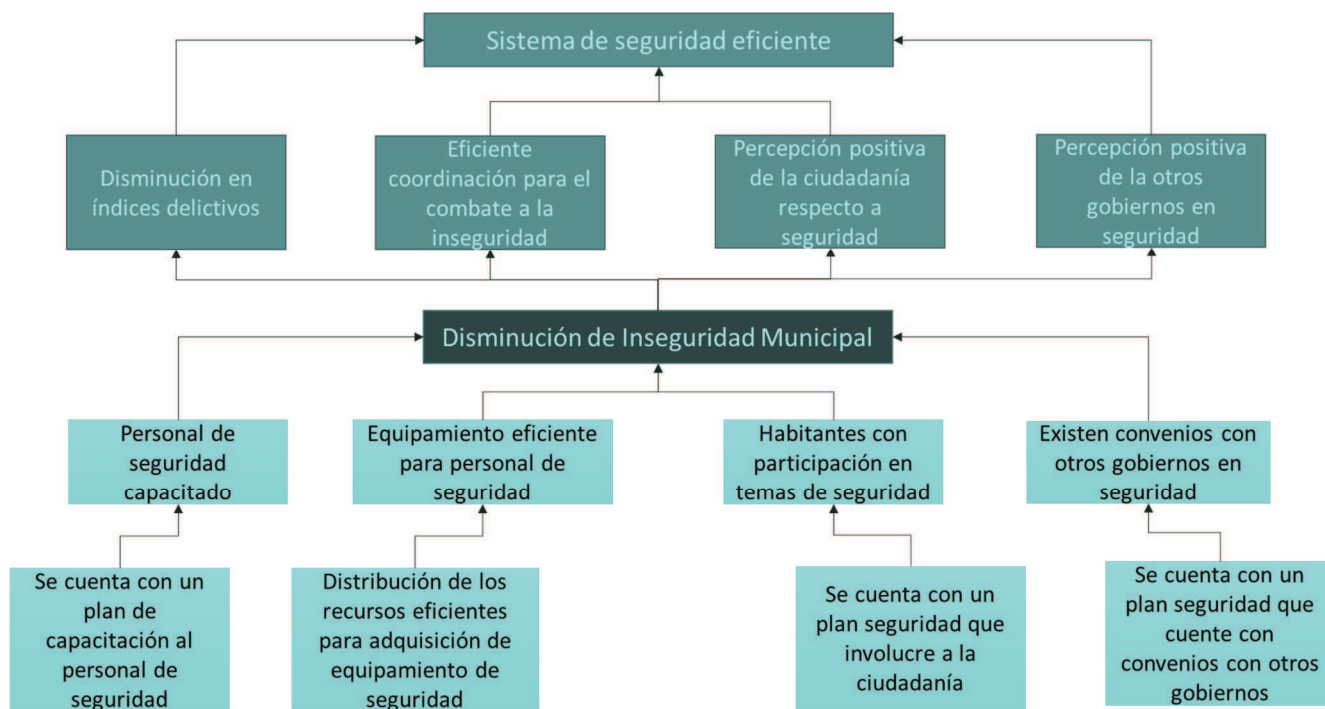 Sistema de seguridad eficiente
Disminución en
índices delictivos
Eficiente
coordinación para el
combate a la
inseguridad
Percepción positiva
de la ciudadanía
respecto a
seguridad
Percepción positiva
de la otros
gobiernos en
seguridad
Disminución de Inseguridad Municipal
Personal de
seguridad
capacitado
Equipamiento eficiente
para personal de
seguridad
Habitantes con
participación en
temas de seguridad
Existen convenios con
otros gobiernos en
seguridad
Se cuenta con un
plan de
capacitación al
personal de
seguridad
Distribución de los
recursos eficientes
para adquisición de
equipamiento de
seguridad
Se cuenta con un
plan seguridad que
involucre a la
ciudadanía
Se cuenta con un
plan seguridad que
cuente con
convenios con otros
gobiernos